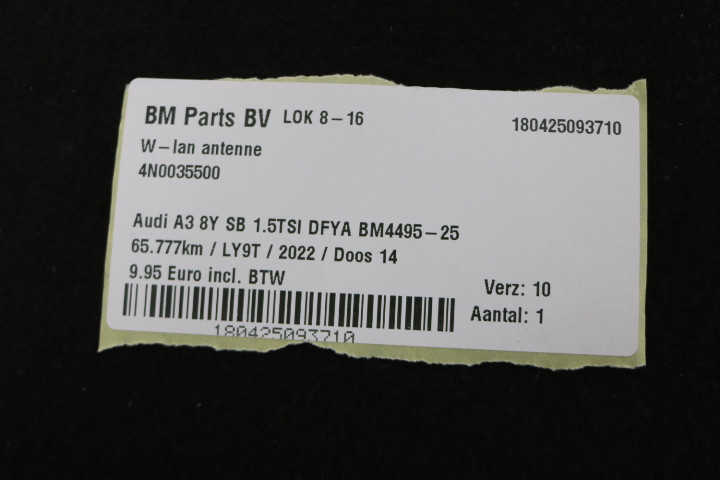 BM Parts BV LOK 8-16 180425093710
W-lan antenne
4N0035500
Audi A3 8Y SB 1.5TSI DFYA BM4495-25
65.777km / LY9T / 2022 / Doos 14
9.95 Euro incl. BTW Verz: 10
Aantal: 1
180425093710